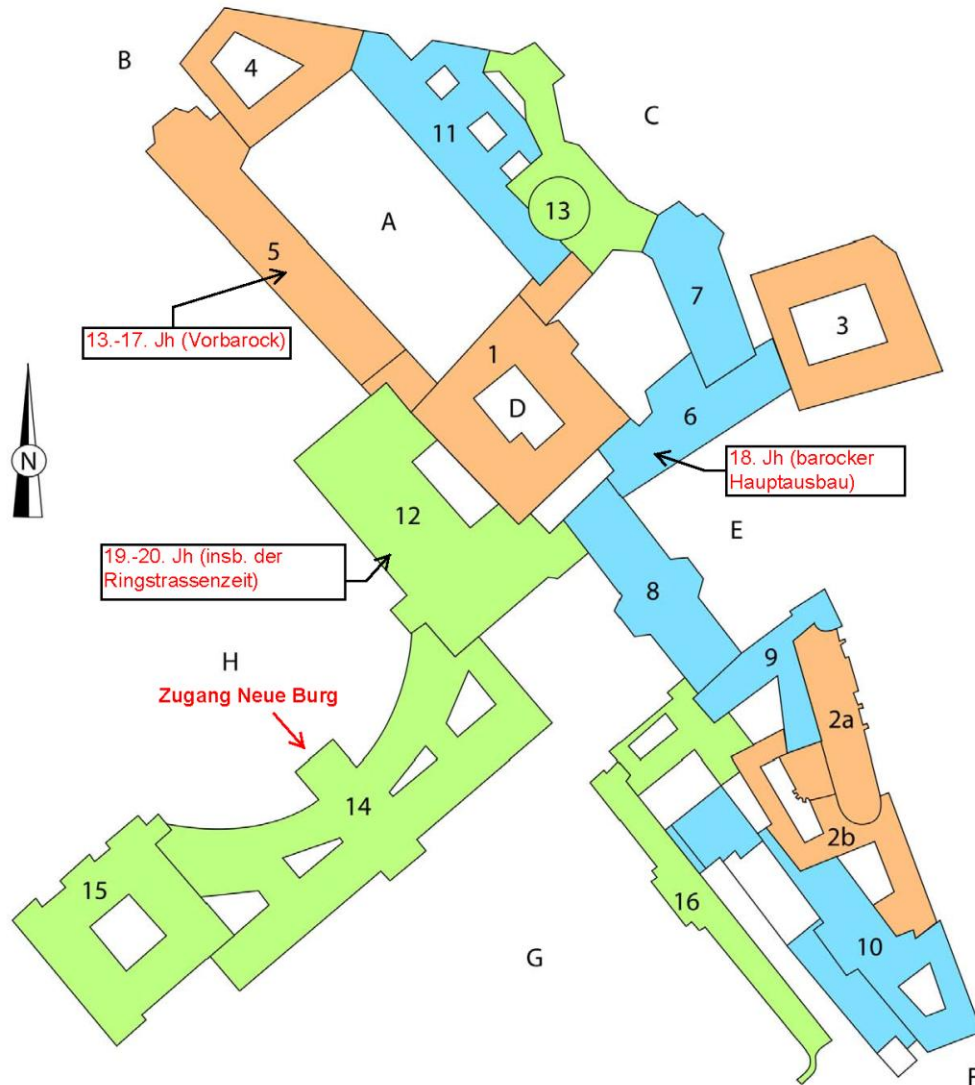 B
4
C
11
A
13
5
7
13.-17. Jh (Vorbarock)
3
1
D
6
N
18. Jh (barocker
Hauptausbau)
12
E
19.-20. Jh (insb. der
Ringstrassenzeit)
8
H
9
Zugang Neue Burg
2a
14
2b
15
16
10
G
F